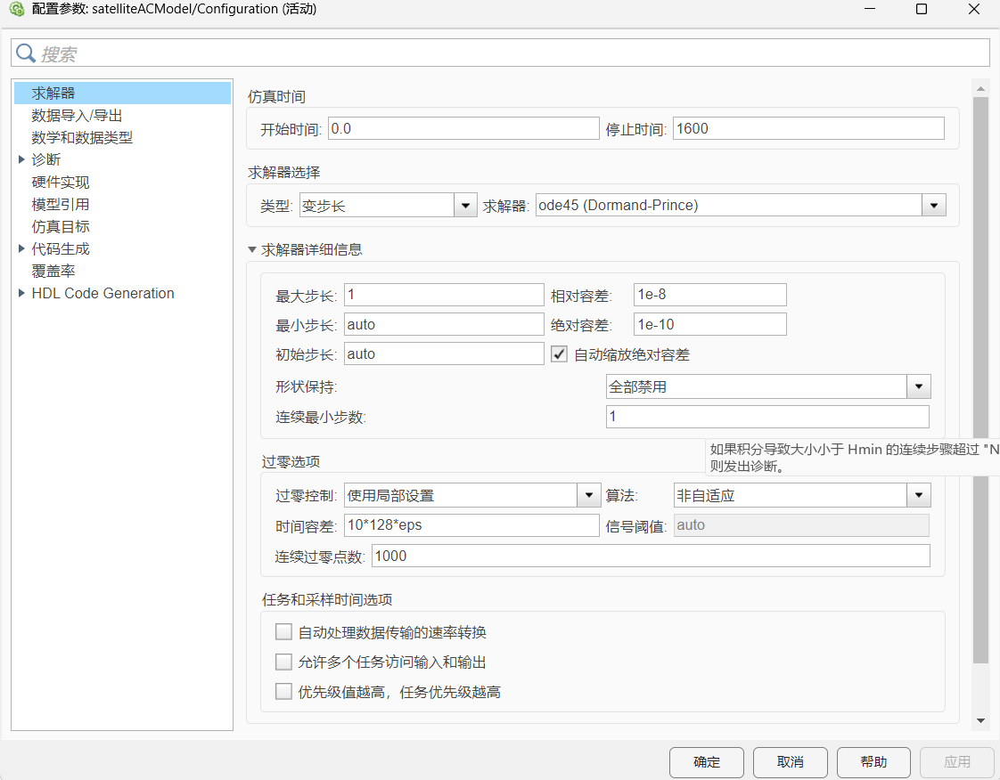 配置参数: satelliteACModel/Configuration (活动)
搜索
求解器
数据导入/导出
数学和数据类型
诊断
硬件实现
模型引用
仿真目标
代码生成
覆盖率
HDL Code Generation
仿真时间
开始时间: 0.0 停止时间: 1600
求解器选择
类型: 变步长 求解器: ode45 (Dormand-Prince)
求解器详细信息
最大步长: 1 相对容差: 1e-8
最小步长: auto 绝对容差: 1e-10
初始步长: auto 自动缩放绝对容差
形状保持: 全部禁用
连续最小步数: 1
如果积分导致大小小于 Hmin 的连续步骤超过 "N
则发出诊断。
过零选项
过零控制: 使用局部设置 算法: 非自适应
时间容差: 10*128*eps 信号阈值: auto
连续过零点数: 1000
任务和采样时间选项
自动处理数据传输的速率转换
允许多个任务访问输入和输出
优先级值越高，任务优先级越高
确定 取消 帮助 应用